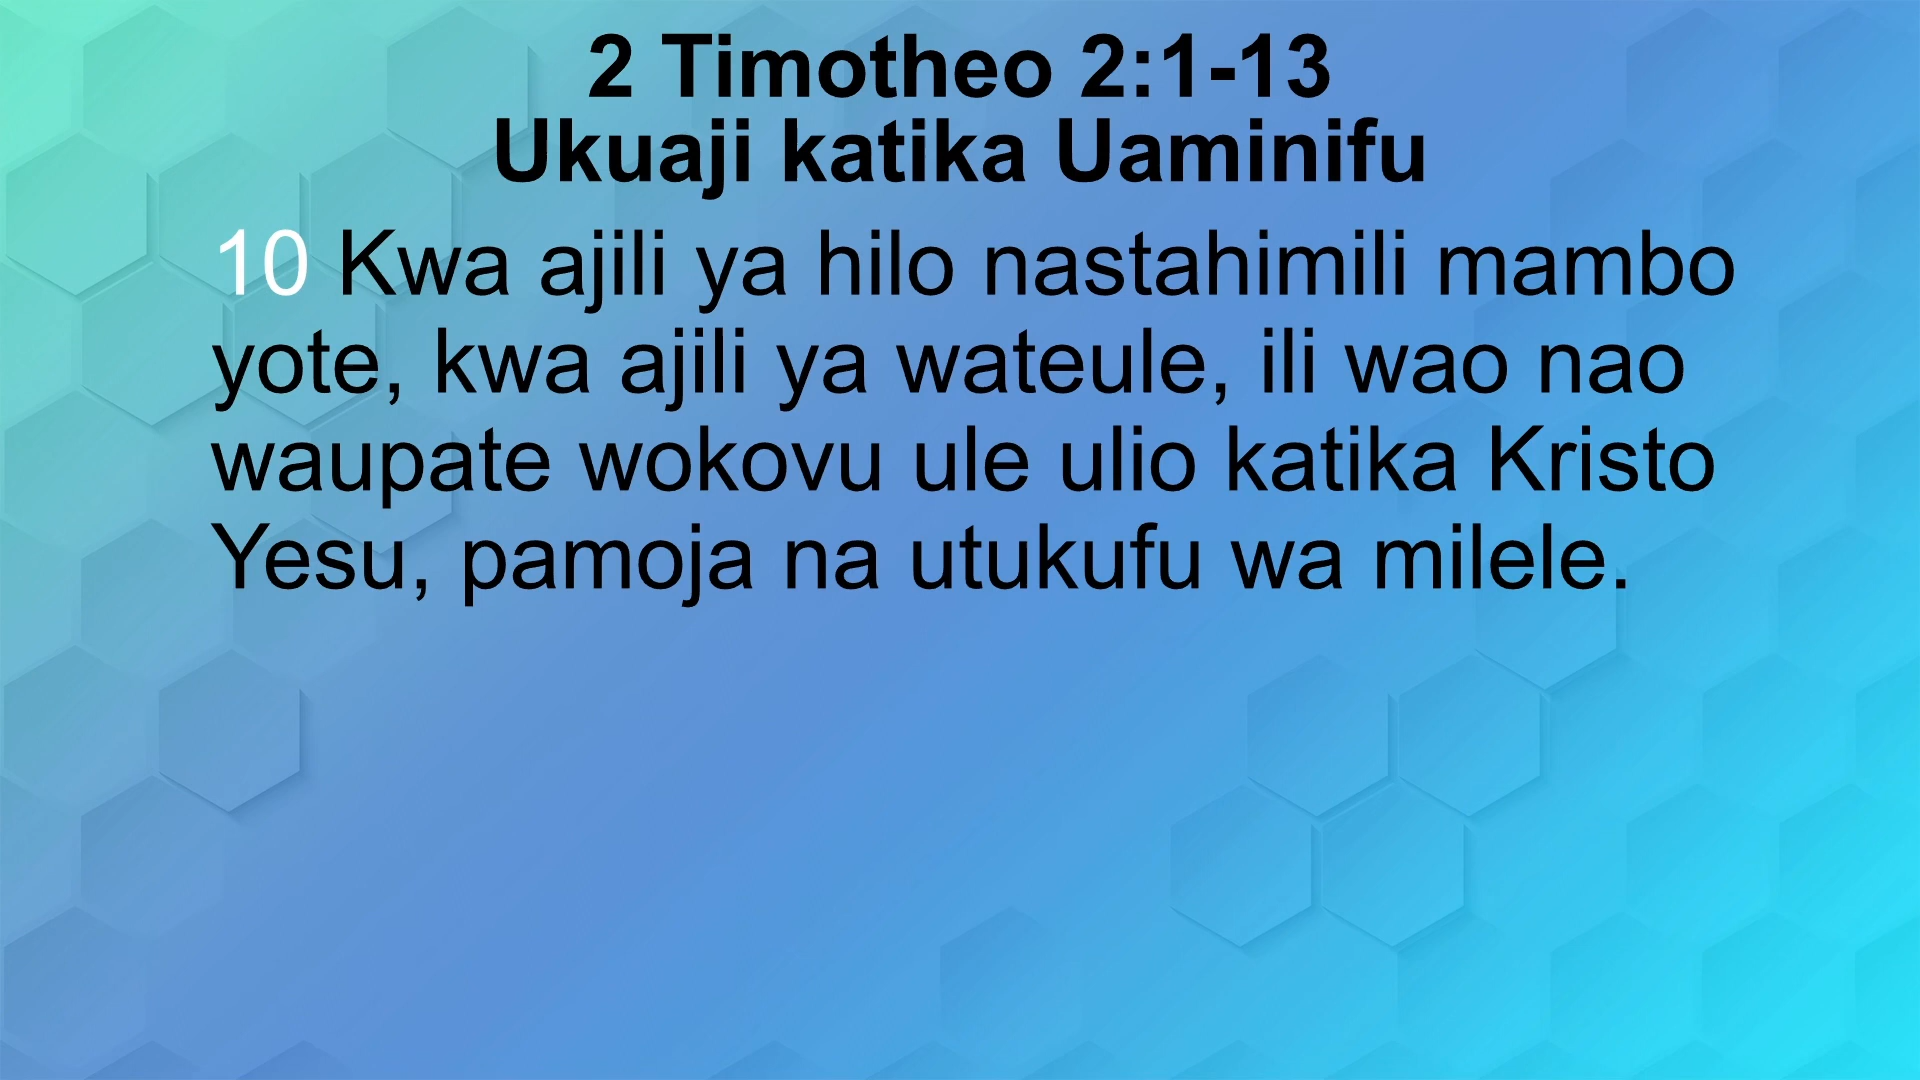 2 Timotheo 2:1-13
Ukuaji katika Uaminifu
10 Kwa ajili ya hilo nastahimili mambo
yote, kwa ajili ya wateule, ili wao nao
waupate wokovu ule ulio katika Kristo
Yesu, pamoja na utukufu wa milele.